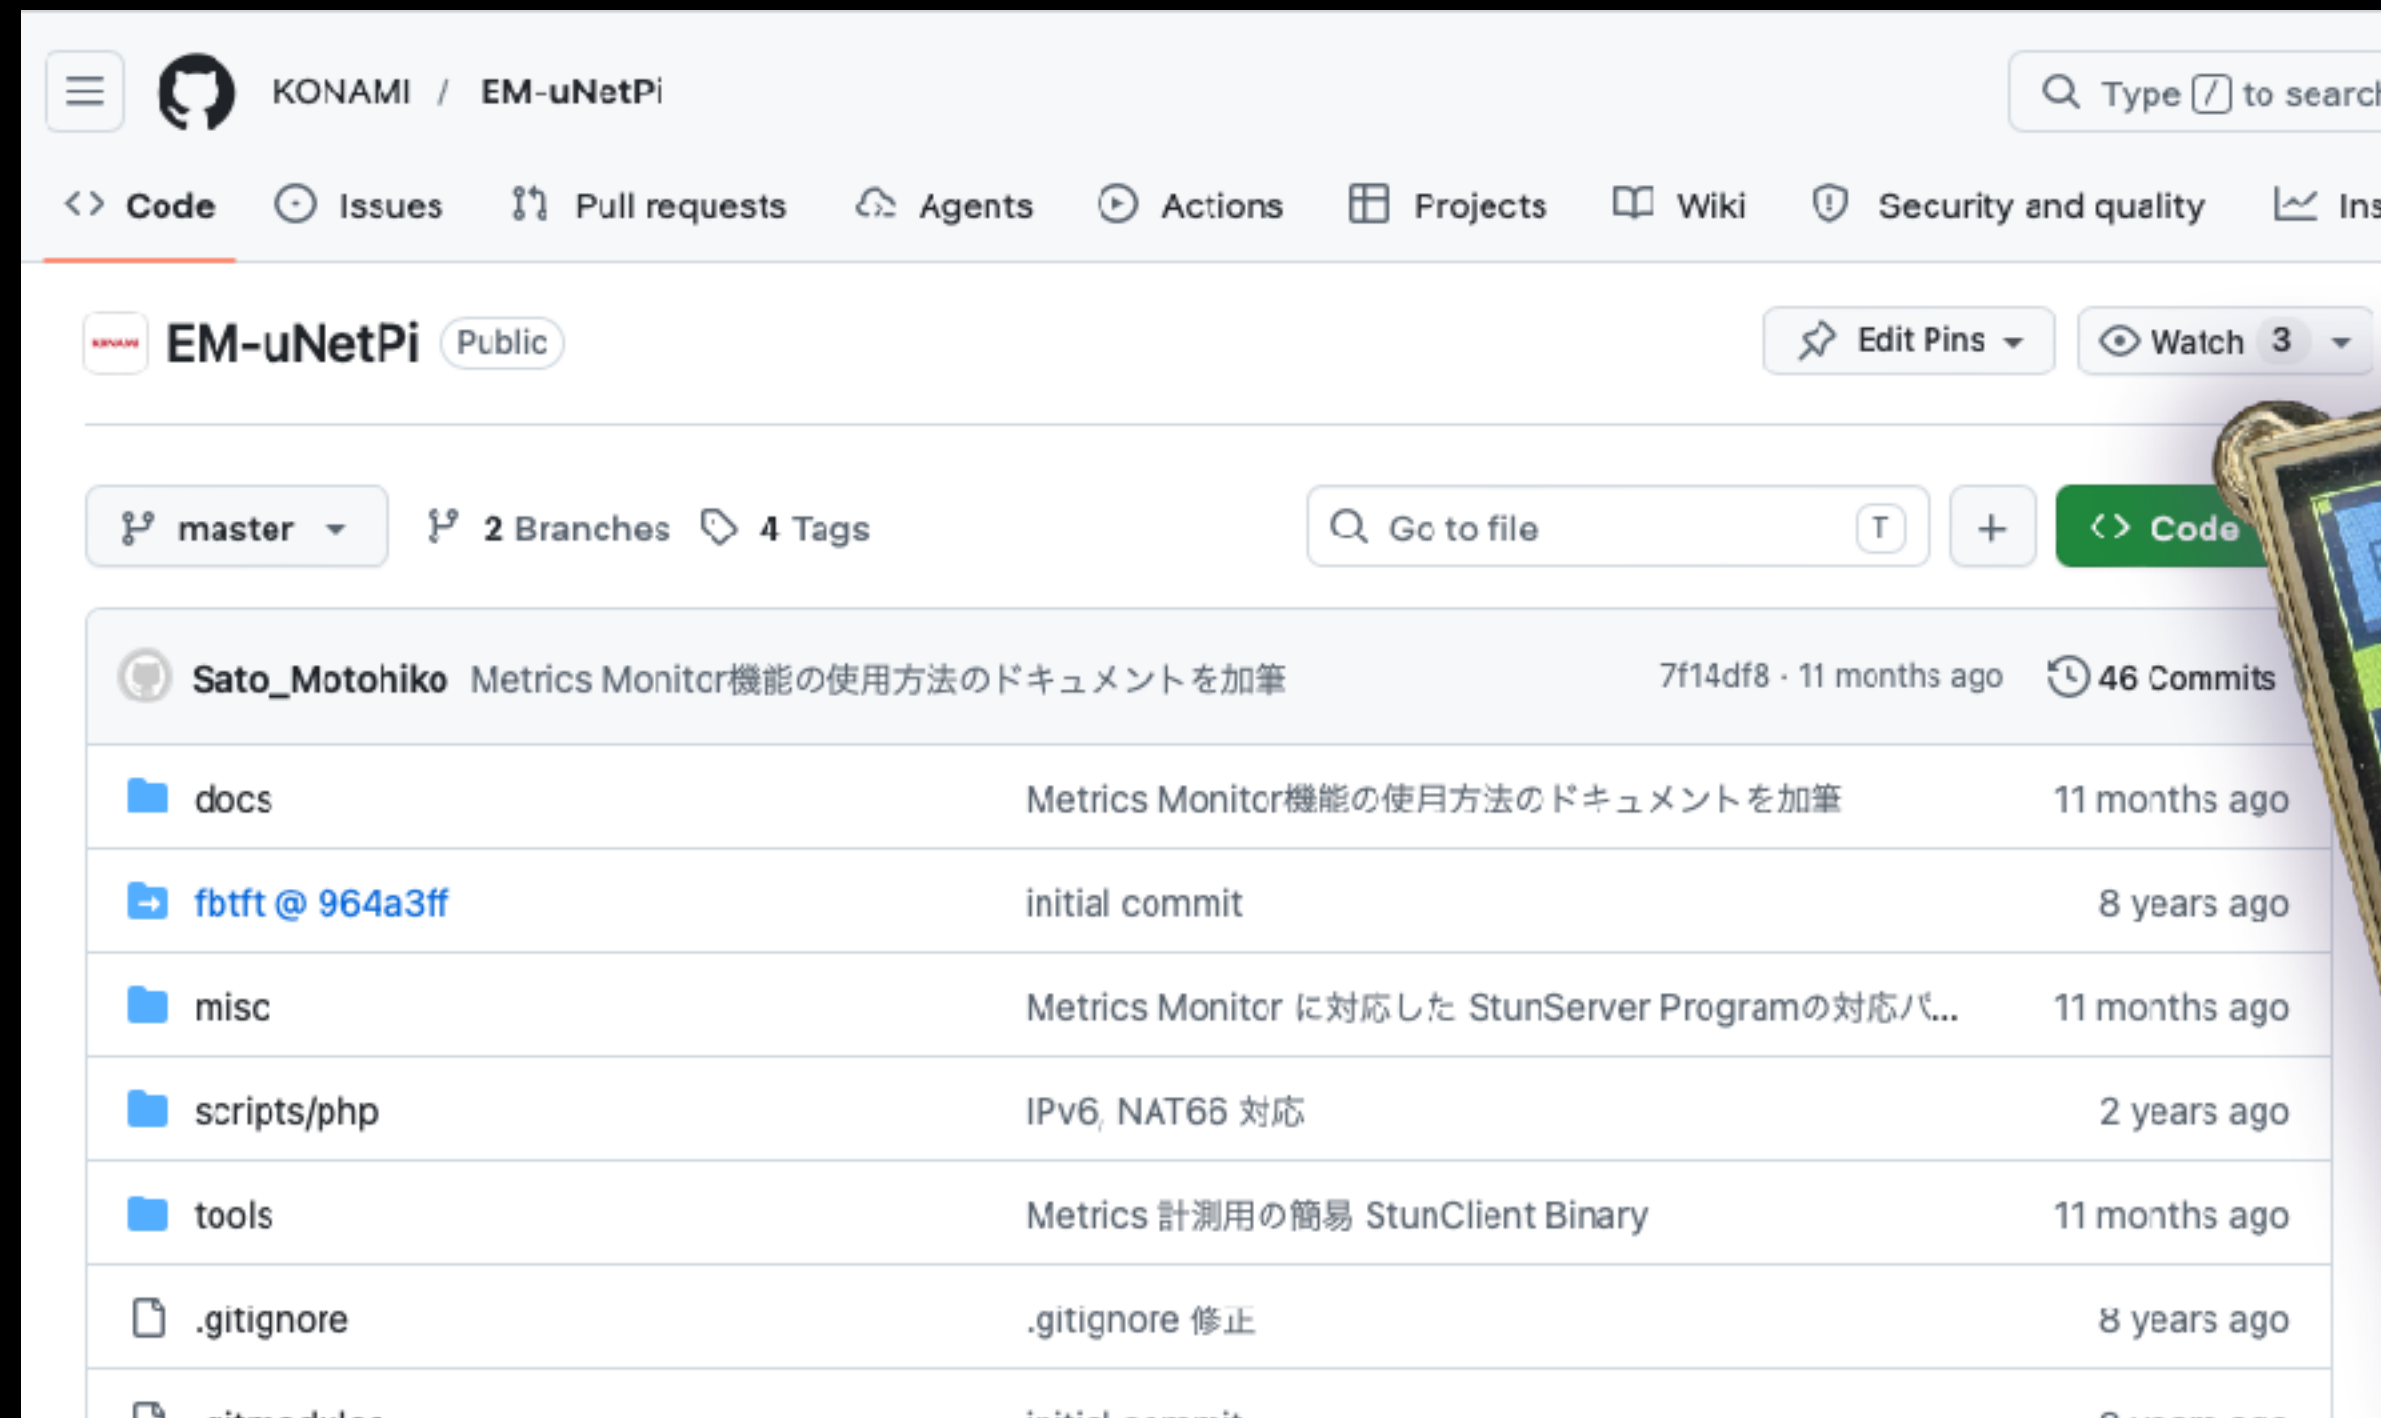 KONAMI / EM-uNetPi
Type / to search
Code Issues Pull requests Agents Actions Projects Wiki Security and quality Ins
KONAMI EM-uNetPi Public
Edit Pins Watch 3
master 2 Branches 4 Tags
Go to file T + Code
Sato_Motohiko Metrics Monitor機能の使用方法のドキュメントを加筆 7f14df8 · 11 months ago 46 Commits
docs Metrics Monitor機能の使用方法のドキュメントを加筆 11 months ago
fbtft @ 964a3ff initial commit 8 years ago
misc Metrics Monitor に対応した StunServer Programの対応バ... 11 months ago
scripts/php IPv6, NAT66 対応 2 years ago
tools Metrics 計測用の簡易 StunClient Binary 11 months ago
.gitignore .gitignore 修正 8 years ago